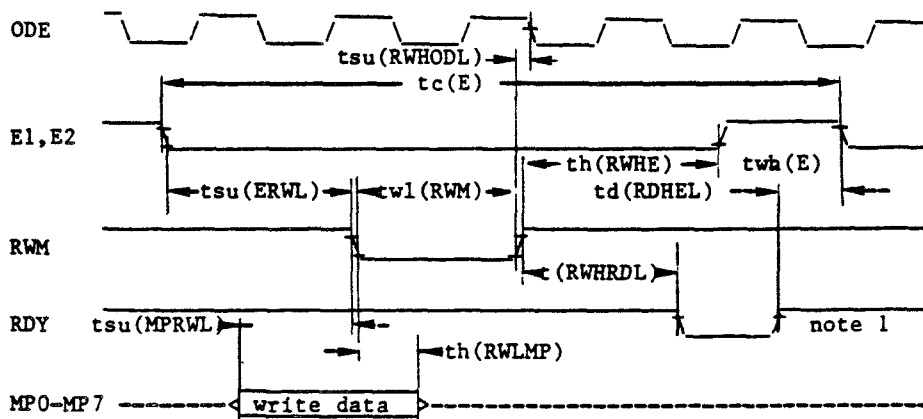 ODE
tsu(RWHODL)
tc(E)
E1,E2
th(RWHE) twh(E)
tsu(ERWL) twl(RWM) td(RDHEL)
RWM
t(RWHRDL)
RDY
tsu(MPRWL) note 1
th(RWLMP)
MP0-MP7 write data